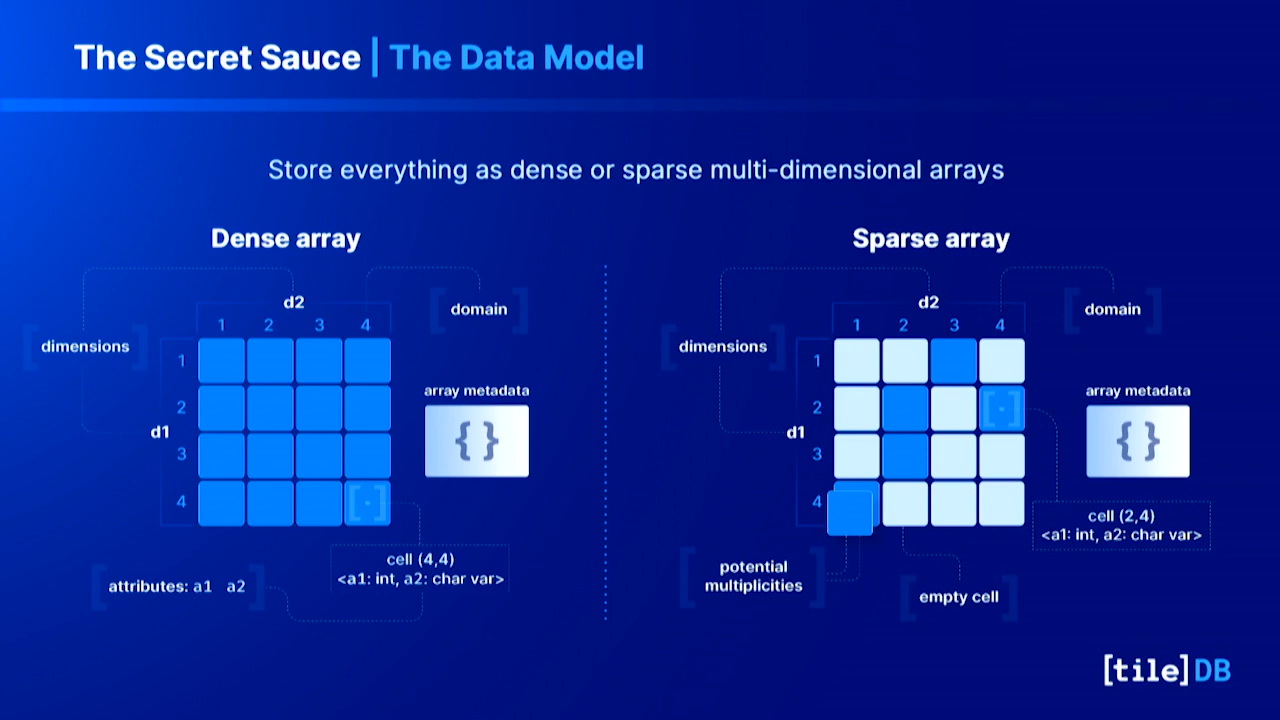 The Secret Sauce | The Data Model
Store everything as dense or sparse multi-dimensional arrays
Dense array
d2
domain
1 2 3 4
dimensions
1
array metadata
2
{ }
d1
3
4
[·]
cell (4,4)
<a1: int, a2: char var>
attributes: a1 a2
Sparse array
d2
domain
1 2 3 4
dimensions
1
array metadata
2
[·]
{ }
d1
3
4
cell (2,4)
<a1: int, a2: char var>
potential
multiplicities
empty cell
[tile]DB